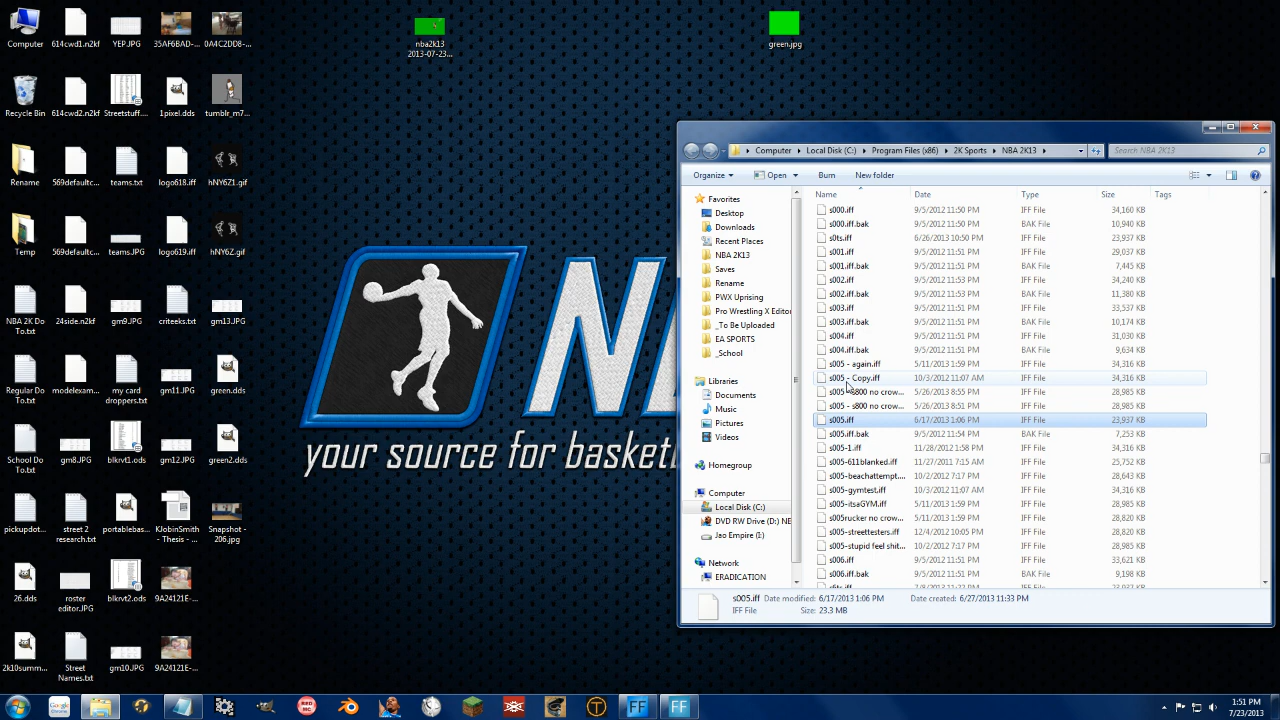 Computer
614cwd1.n2kf
YEP.JPG
35AF6BAD-...
0A4C2DD8-...
Recycle Bin
614cwd2.n2kf
Streetstuff....
1pixel.dds
tumblr_m7...
Rename
569defaultc...
teams.txt
logo618.iff
hNY6Z1.gif
Temp
569defaultc...
teams.JPG
logo619.iff
hNY6Z.gif
NBA 2K Do
To.txt
24side.n2kf
gm9.JPG
criteeks.txt
gm13.JPG
Regular Do
To.txt
modelexam...
my card
droppers.txt
gm11.JPG
green.dds
School Do
To.txt
gm8.JPG
blkrvt1.dds
gm12.JPG
green2.dds
pickupdot...
street 2
research.txt
portablebas...
KJobinSmith
- Thesis - ...
Snapshot -
206.jpg
26.dds
roster
editor.JPG
blkrvt2.dds
9A24121E-...
2k10summ...
Street
Names.txt
gm10.JPG
9A24121E-...
nba2k13
2013-07-23...
green.jpg
your source for basketb
Computer
Local Disk (C:)
Program Files (x86)
2K Sports
NBA 2K13
Search NBA 2K13
Organize
Open
Burn
New folder
Favorites
Desktop
Downloads
Recent Places
NBA 2K13
Saves
Rename
PWX Uprising
Pro Wrestling X Editor
_To Be Uploaded
EA SPORTS
_School
Libraries
Documents
Music
Pictures
Videos
Homegroup
Computer
Local Disk (C:)
DVD RW Drive (D:) NE
Jao Empire (I:)
Network
ERADICATION
Name Date Type Size Tags
s000.iff 9/5/2012 11:50 PM IFF File 34,160 KB
s000.iff.bak 9/5/2012 11:50 PM BAK File 10,940 KB
s0ts.iff 6/26/2013 10:50 PM IFF File 23,937 KB
s001.iff 9/5/2012 11:51 PM IFF File 29,037 KB
s001.iff.bak 9/5/2012 11:51 PM BAK File 7,445 KB
s002.iff 9/5/2012 11:53 PM IFF File 34,240 KB
s002.iff.bak 9/5/2012 11:53 PM BAK File 11,380 KB
s003.iff 9/5/2012 11:51 PM IFF File 33,537 KB
s003.iff.bak 9/5/2012 11:51 PM BAK File 10,174 KB
s004.iff 9/5/2012 11:51 PM IFF File 31,030 KB
s004.iff.bak 9/5/2012 11:51 PM BAK File 9,634 KB
s005 - again.iff 5/11/2013 1:59 PM IFF File 34,316 KB
s005 - Copy.iff 10/3/2012 11:07 AM IFF File 34,316 KB
s005 - s800 no crow... 5/26/2013 8:55 PM IFF File 28,985 KB
s005 - s800 no crow... 5/26/2013 8:51 PM IFF File 28,985 KB
s005.iff 6/17/2013 1:06 PM IFF File 23,937 KB
s005.iff.bak 9/5/2012 11:54 PM BAK File 7,253 KB
s005-1.iff 11/28/2012 1:58 PM IFF File 34,316 KB
s005-611blanked.iff 11/27/2011 7:15 AM IFF File 25,752 KB
s005-beachattempt.... 10/2/2012 7:17 PM IFF File 28,643 KB
s005-gymtest.iff 10/3/2012 11:07 AM IFF File 34,316 KB
s005-itsaGYM.iff 5/11/2013 1:59 PM IFF File 34,316 KB
s005rucker no crow... 5/11/2013 1:59 PM IFF File 28,820 KB
s005-streettesters.iff 12/4/2012 10:05 PM IFF File 28,820 KB
s005-stupid feel shit... 10/2/2012 7:17 PM IFF File 28,985 KB
s006.iff 9/5/2012 11:51 PM IFF File 33,621 KB
s006.iff.bak 9/5/2012 11:51 PM BAK File 9,198 KB
s005.iff Date modified: 6/17/2013 1:06 PM Date created: 6/27/2013 11:33 PM
IFF File Size: 23.3 MB
1:51 PM
7/23/2013